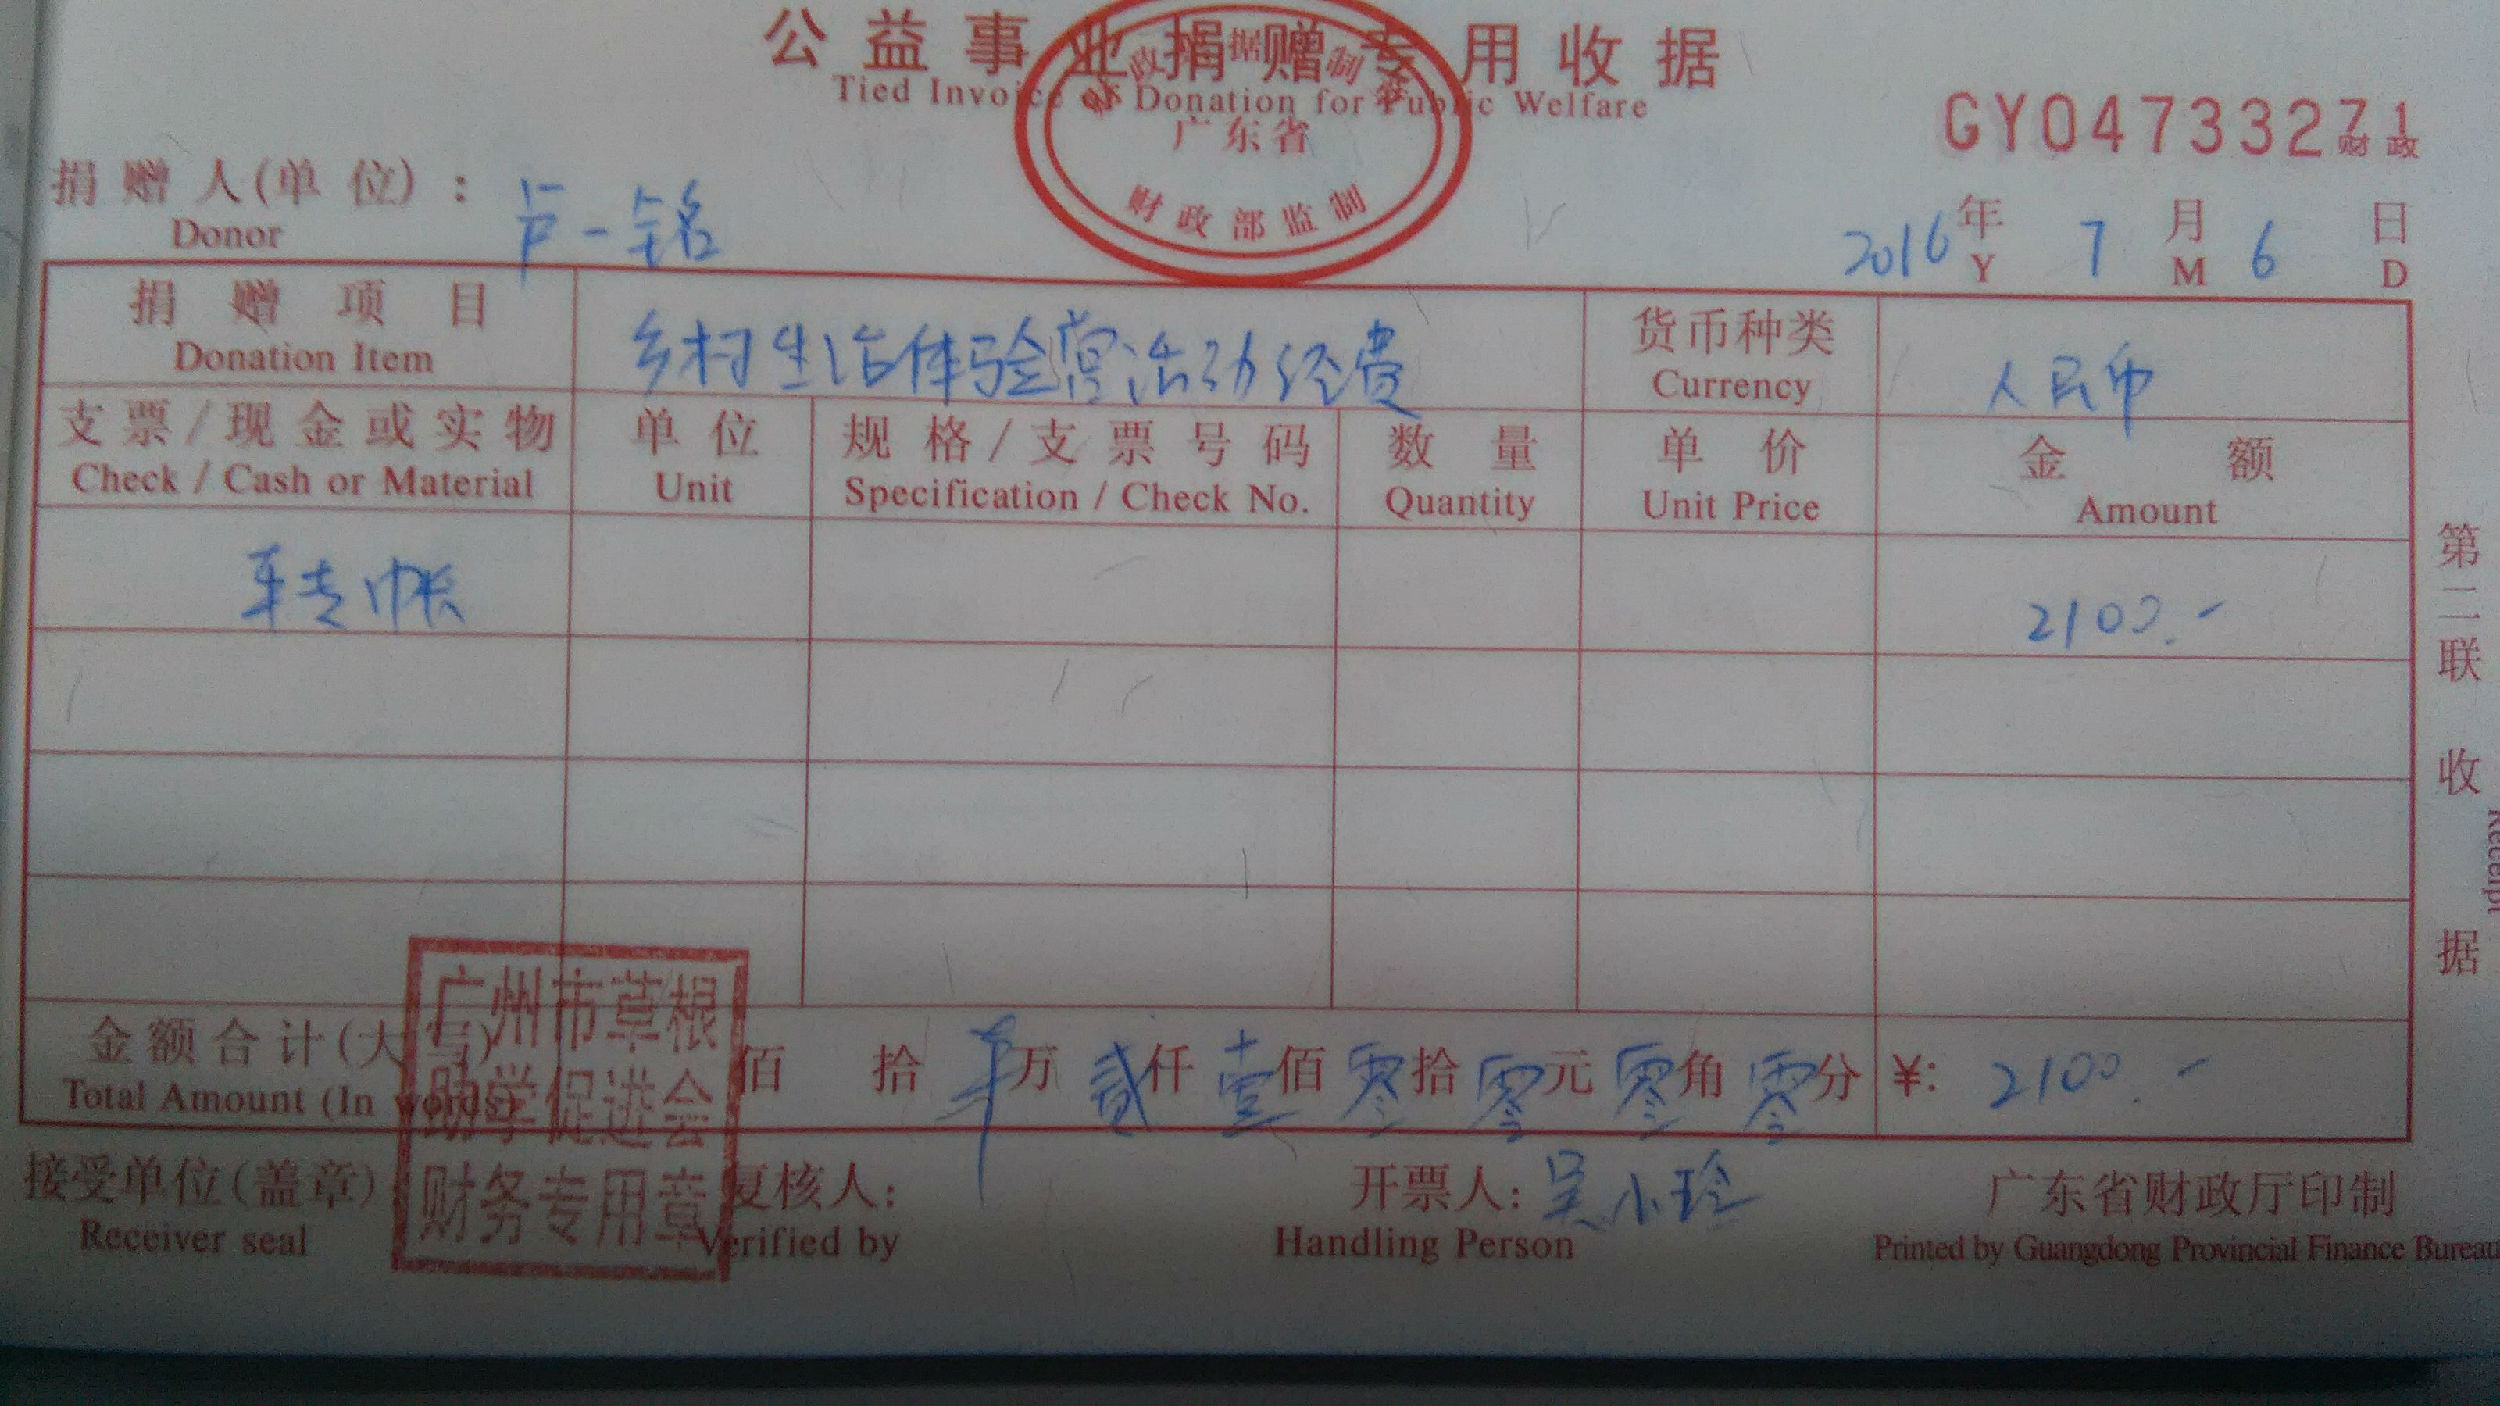 公益事业捐赠专用收据
Tied Invoice of Donation for Public Welfare
广东省
财政部监制
GY04733271
财政
捐赠人(单位)：卢一铭
Donor
2016年7月6日
Y M D
捐赠项目 乡村生活体验营活动经费 货币种类 人民币
Donation Item Currency
支票/现金或实物 单位 规格/支票号码 数量 单价 金额
Check / Cash or Material Unit Specification / Check No. Quantity Unit Price Amount
转帐 2100.-
金额合计(大写) 佰 拾 万 贰仟 壹佰 零拾 零元 零角 零分 ¥: 2100.-
Total Amount (In words)
广州市草根
助学促进会
财务专用章
接受单位(盖章) 复核人: 开票人: 吴小玲 广东省财政厅印制
Receiver seal Verified by Handling Person Printed by Guangdong Provincial Finance Bureau
第二联 收据
Receipt